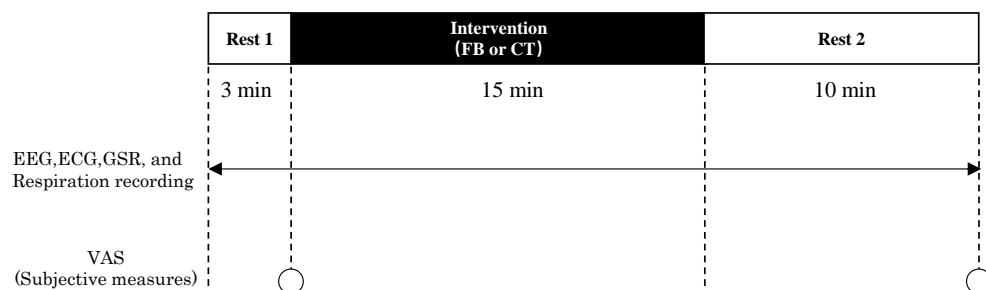 Rest 1
Intervention
(FB or CT)
Rest 2
3 min
15 min
10 min
EEG,ECG,GSR, and
Respiration recording
VAS
(Subjective measures)